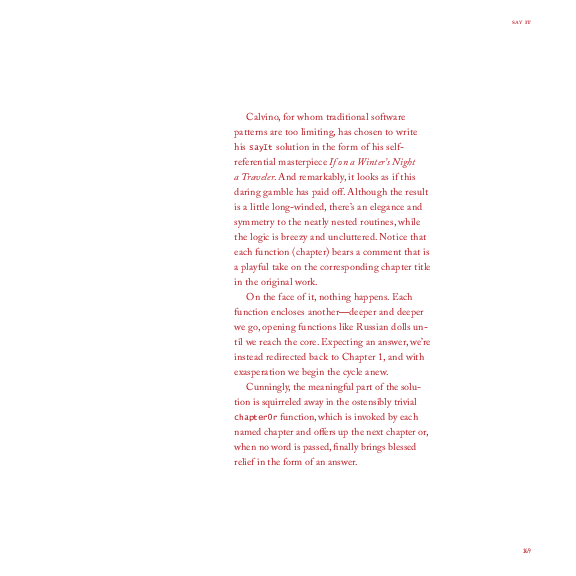 SAY IT
Calvino, for whom traditional software
patterns are too limiting, has chosen to write
his sayIt solution in the form of his self-
referential masterpiece If on a Winter's Night
a Traveler. And remarkably, it looks as if this
daring gamble has paid off. Although the result
is a little long-winded, there's an elegance and
symmetry to the neatly nested routines, while
the logic is breezy and uncluttered. Notice that
each function (chapter) bears a comment that is
a playful take on the corresponding chapter title
in the original work.
On the face of it, nothing happens. Each
function encloses another—deeper and deeper
we go, opening functions like Russian dolls un-
til we reach the core. Expecting an answer, we're
instead redirected back to Chapter 1, and with
exasperation we begin the cycle anew.
Cunningly, the meaningful part of the solu-
tion is squirreled away in the ostensibly trivial
chapterOr function, which is invoked by each
named chapter and offers up the next chapter or,
when no word is passed, finally brings blessed
relief in the form of an answer.
169